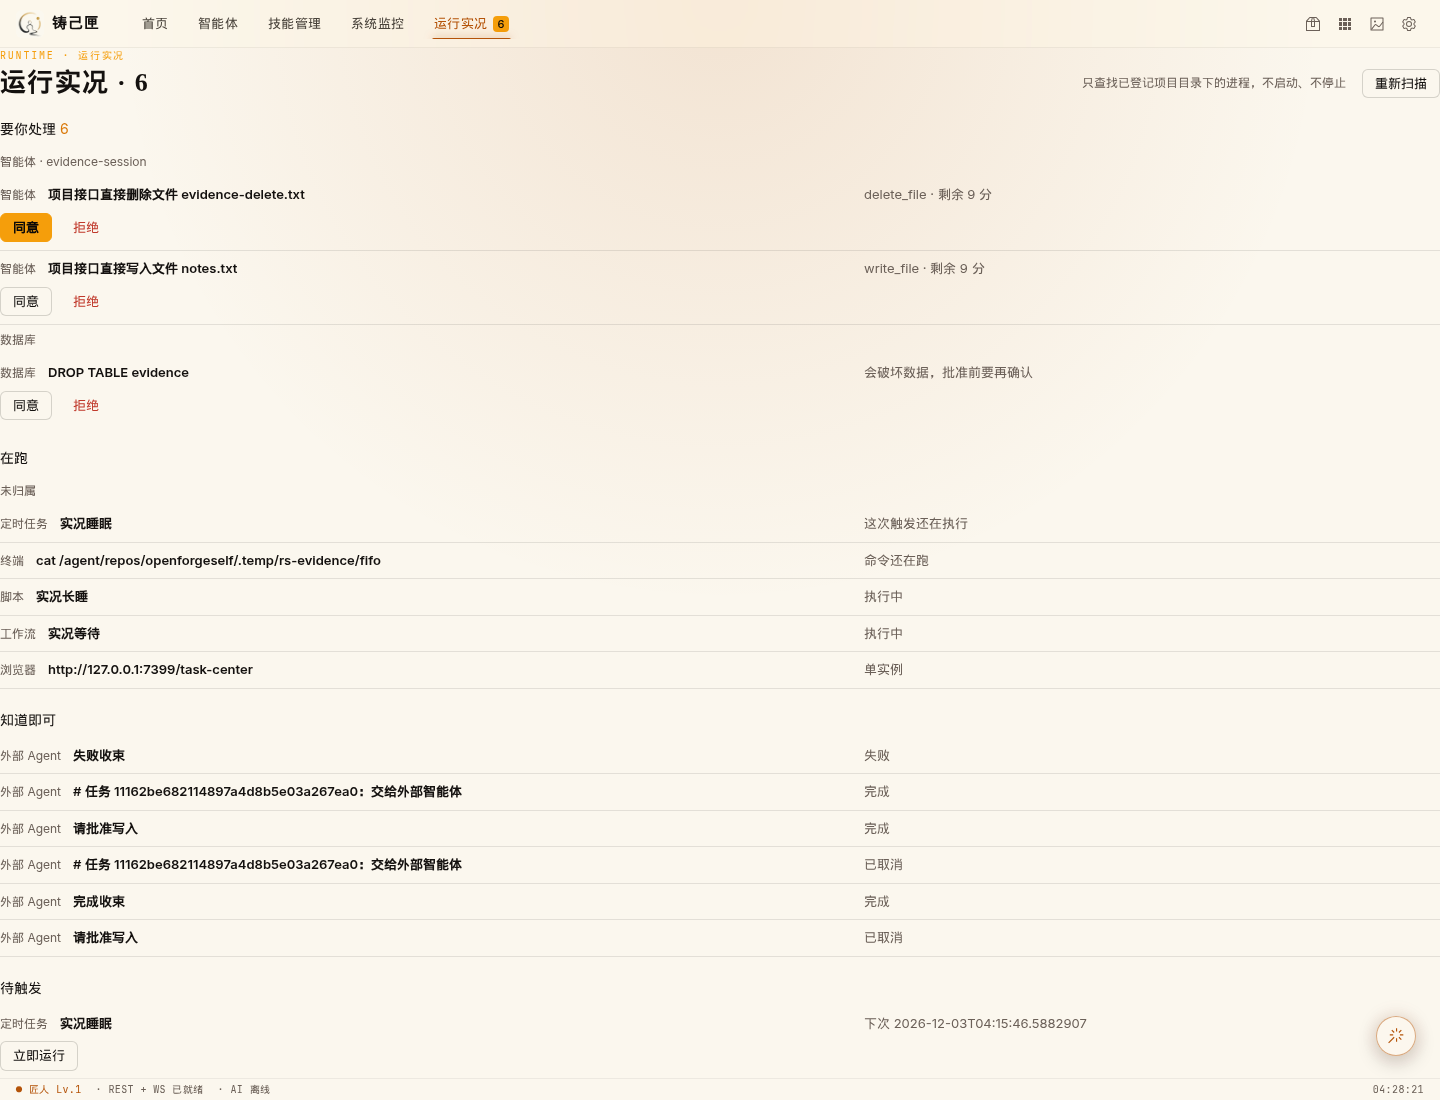 铸己匣 首页 智能体 技能管理 系统监控 运行实况 6
RUNTIME · 运行实况
运行实况 · 6
只查找已登记项目目录下的进程，不启动、不停止 重新扫描
要你处理 6
智能体 · evidence-session
智能体 项目接口直接删除文件 evidence-delete.txt delete_file · 剩余 9 分
同意 拒绝
智能体 项目接口直接写入文件 notes.txt write_file · 剩余 9 分
同意 拒绝
数据库
数据库 DROP TABLE evidence 会破坏数据，批准前要再确认
同意 拒绝
在跑
未归属
定时任务 实况睡眠 这次触发还在执行
终端 cat /agent/repos/openforgeself/.temp/rs-evidence/fifo 命令还在跑
脚本 实况长睡 执行中
工作流 实况等待 执行中
浏览器 http://127.0.0.1:7399/task-center 单实例
知道即可
外部 Agent 失败收束 失败
外部 Agent # 任务 11162be682114897a4d8b5e03a267ea0：交给外部智能体 完成
外部 Agent 请批准写入 完成
外部 Agent # 任务 11162be682114897a4d8b5e03a267ea0：交给外部智能体 已取消
外部 Agent 完成收束 完成
外部 Agent 请批准写入 已取消
待触发
定时任务 实况睡眠 下次 2026-12-03T04:15:46.5882907
立即运行
匠人 Lv.1 · REST + WS 已就绪 · AI 离线 04:28:21